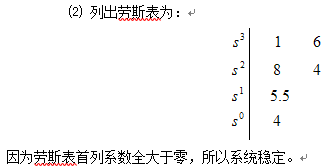 (2) 列出劳斯表为：
s³ 1 6
s² 8 4
s¹ 5.5
s⁰ 4
因为劳斯表首列系数全大于零，所以系统稳定。